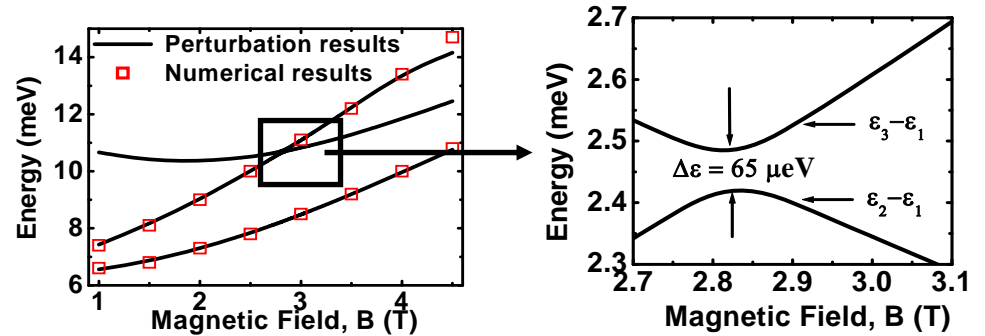 Perturbation results
Numerical results
14
12
10
8
6
Energy (meV)
1
2
3
4
Magnetic Field, B (T)
2.7
2.6
2.5
2.4
2.3
Energy (meV)
ε₃−ε₁
Δε = 65 μeV
ε₂−ε₁
2.7
2.8
2.9
3.0
3.1
Magnetic Field, B (T)